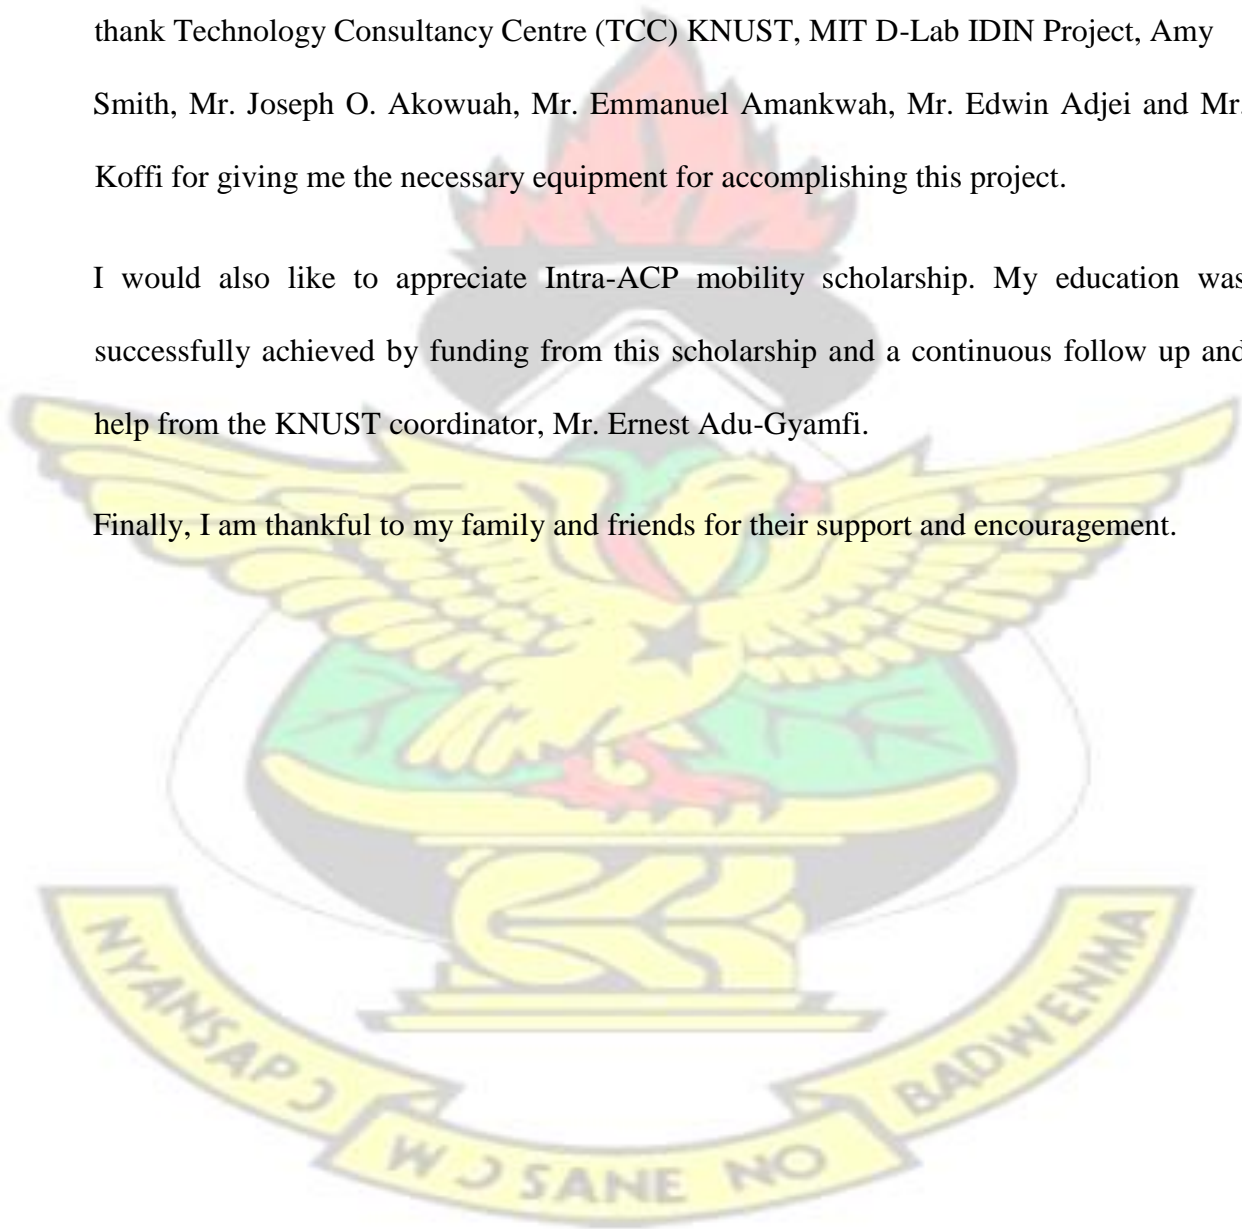 thank Technology Consultancy Centre (TCC) KNUST, MIT D-Lab IDIN Project, Amy
Smith, Mr. Joseph O. Akowuah, Mr. Emmanuel Amankwah, Mr. Edwin Adjei and Mr.
Koffi for giving me the necessary equipment for accomplishing this project.
I would also like to appreciate Intra-ACP mobility scholarship. My education was
successfully achieved by funding from this scholarship and a continuous follow up and
help from the KNUST coordinator, Mr. Ernest Adu-Gyamfi.
Finally, I am thankful to my family and friends for their support and encouragement.
NYANSAPƆ
WƆ SANE NO
BADWENMA